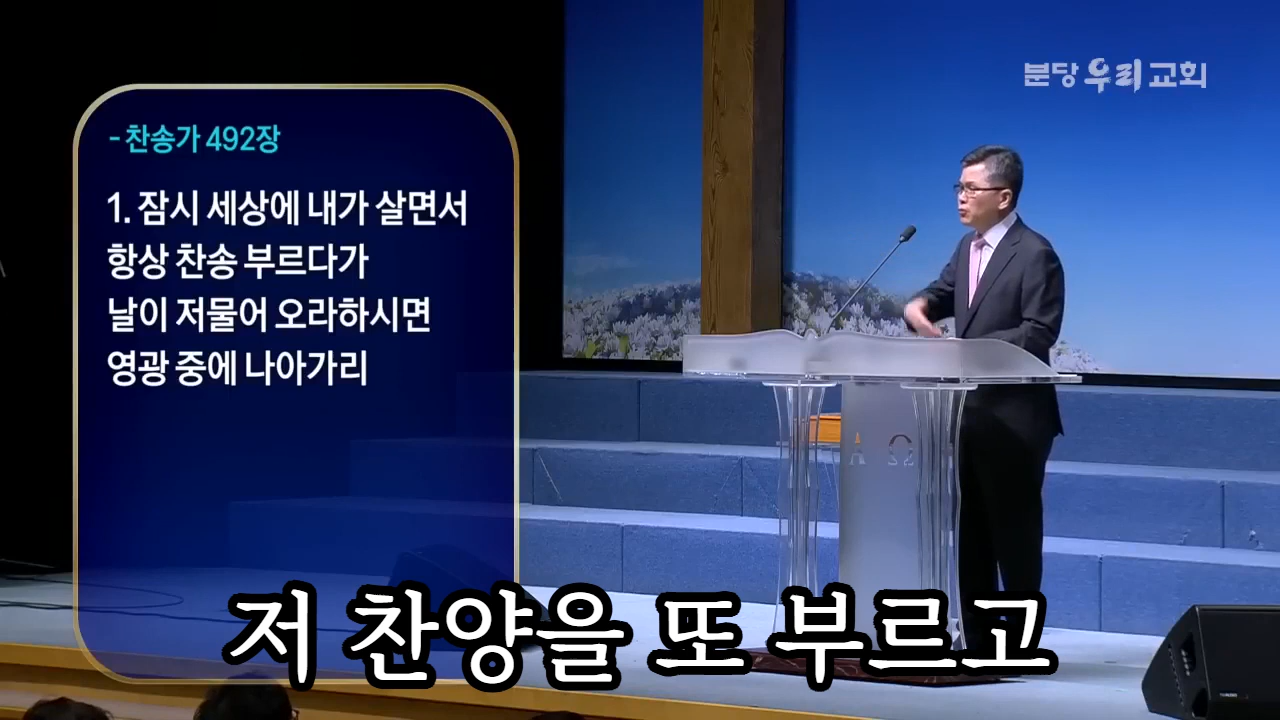 분당 우리교회
- 찬송가 492장
1. 잠시 세상에 내가 살면서
항상 찬송 부르다가
날이 저물어 오라하시면
영광 중에 나아가리
Α Ω
저 찬양을 또 부르고